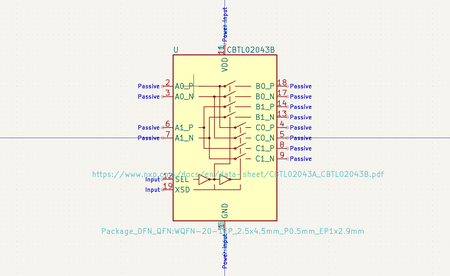 Power Input
U
CBTL02043B
VDD
Passive 2 A0_P B0_P 18 Passive
Passive 3 A0_N B0_N 17 Passive
B1_P 14 Passive
B1_N 13 Passive
Passive 6 A1_P C0_P 4 Passive
Passive 7 A1_N C0_N 5 Passive
C1_P 8 Passive
C1_N 9 Passive
https://www.nxp.com/docs/en/data-sheet/CBTL02043A_CBTL02043B.pdf
Input 12 SEL
Input 19 XSD
GND
Package_DFN_QFN:WQFN-20-1EP_2.5x4.5mm_P0.5mm_EP1x2.9mm
Power Input